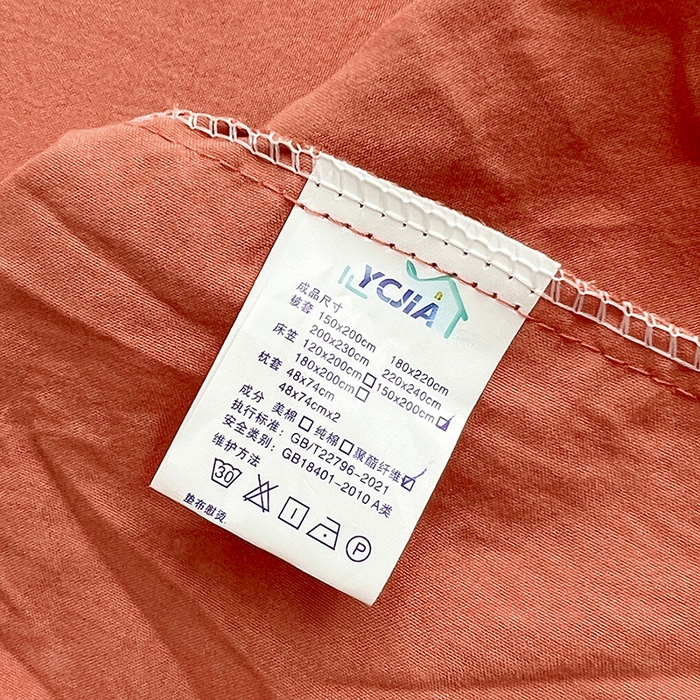 YCJIA
成品尺寸
被套 150x200cm 180x220cm
200x230cm 220x240cm
床笠 120x200cm 150x200cm
180x200cm
枕套 48x74cm
48x74cmx2
成分 美棉 纯棉 聚酯纤维
执行标准: GB/T22796-2021
安全类别: GB18401-2010 A类
维护方法
30 P
垫布熨烫